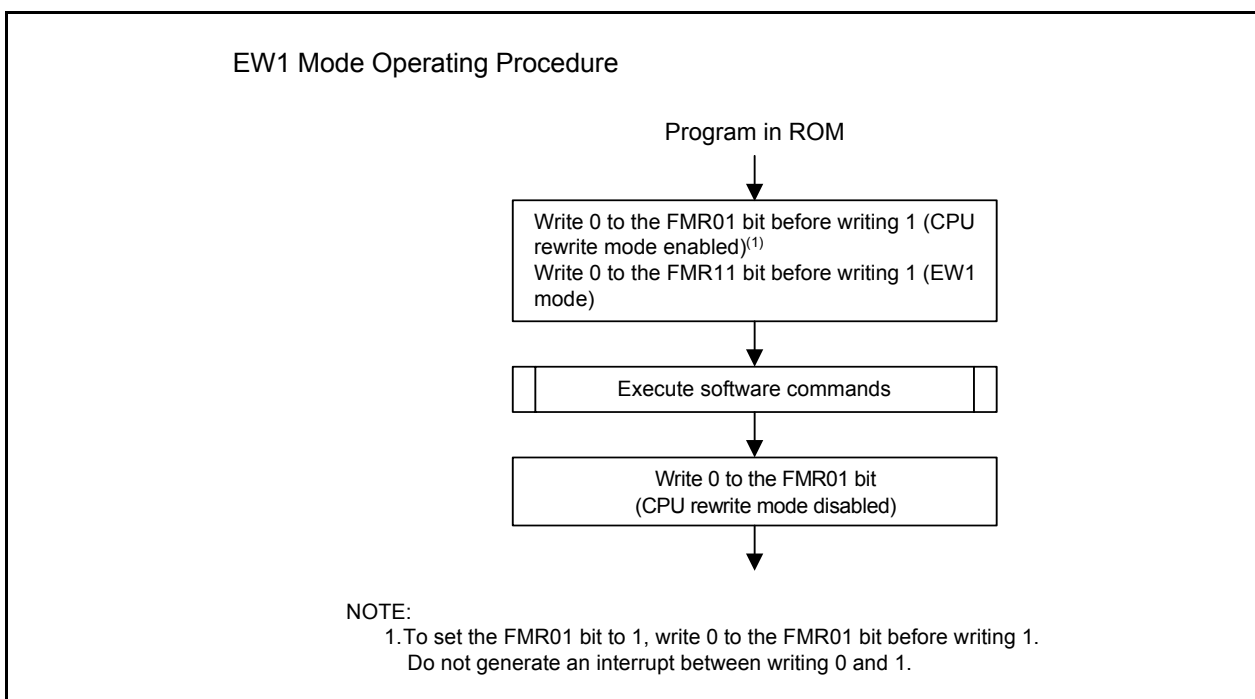 EW1 Mode Operating Procedure
Program in ROM
Write 0 to the FMR01 bit before writing 1 (CPU
rewrite mode enabled)(1)
Write 0 to the FMR11 bit before writing 1 (EW1
mode)
Execute software commands
Write 0 to the FMR01 bit
(CPU rewrite mode disabled)
NOTE:
1.To set the FMR01 bit to 1, write 0 to the FMR01 bit before writing 1.
Do not generate an interrupt between writing 0 and 1.